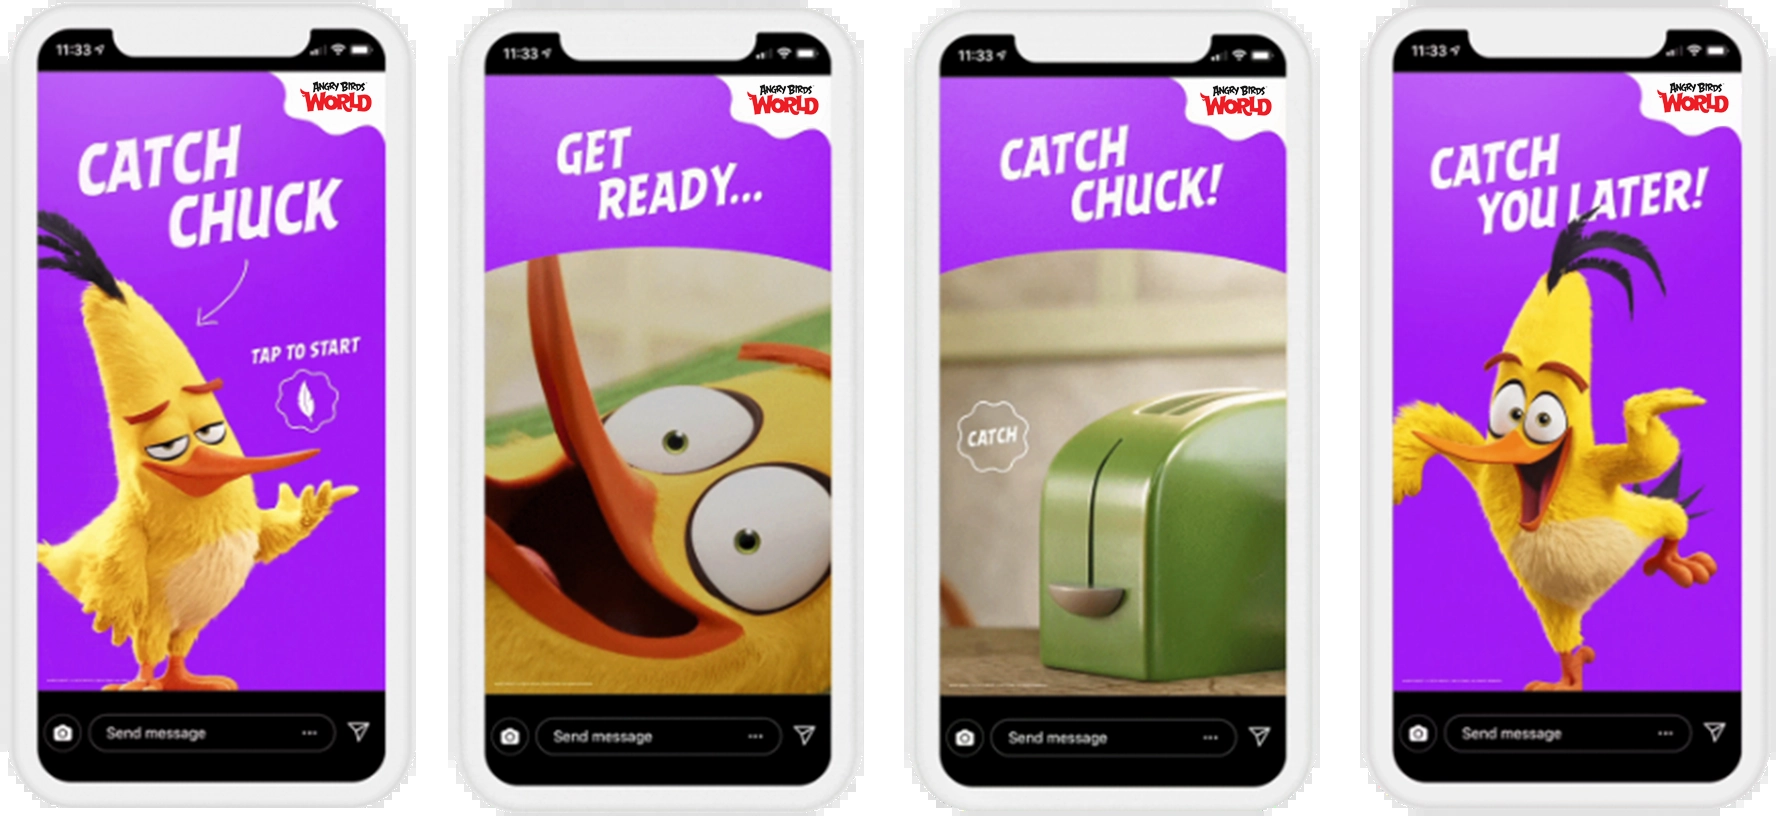 11:33
ANGRY BIRDS
WORLD
CATCH
CHUCK
TAP TO START
Send message
11:33
ANGRY BIRDS
WORLD
GET
READY...
Send message
11:33
ANGRY BIRDS
WORLD
CATCH
CHUCK!
CATCH
Send message
11:33
ANGRY BIRDS
WORLD
CATCH
YOU LATER!
Send message